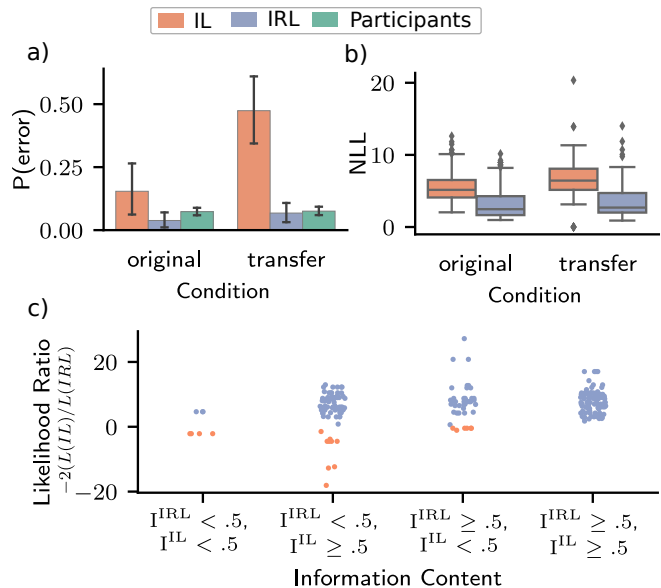 IL IRL Participants
a)
b)
0.50
0.25
0.00
P(error)
original transfer
Condition
20
10
0
NLL
original transfer
Condition
c)
Likelihood Ratio
−2(L(IL)/L(IRL)
20
0
−20
I^IRL < .5, I^IRL < .5, I^IRL ≥ .5, I^IRL ≥ .5,
I^IL < .5 I^IL ≥ .5 I^IL < .5 I^IL ≥ .5
Information Content